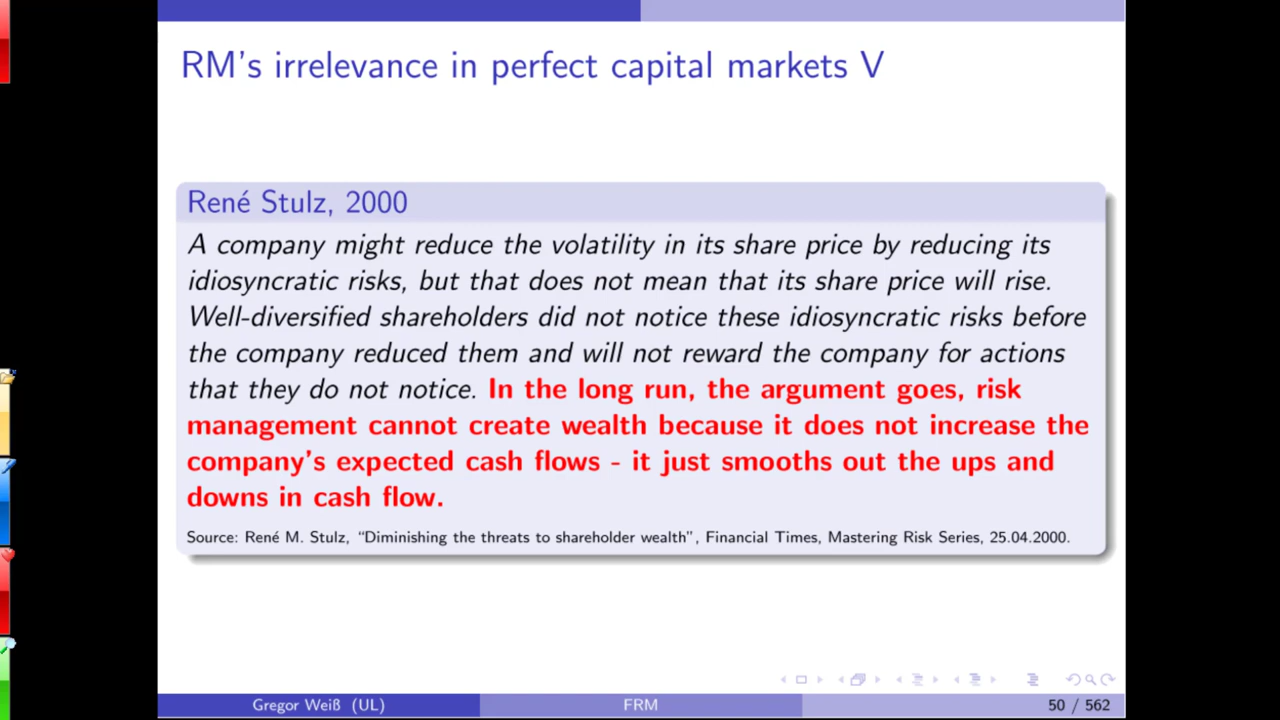 RM's irrelevance in perfect capital markets V
René Stulz, 2000
A company might reduce the volatility in its share price by reducing its
idiosyncratic risks, but that does not mean that its share price will rise.
Well-diversified shareholders did not notice these idiosyncratic risks before
the company reduced them and will not reward the company for actions
that they do not notice. In the long run, the argument goes, risk
management cannot create wealth because it does not increase the
company's expected cash flows - it just smooths out the ups and
downs in cash flow.
Source: René M. Stulz, "Diminishing the threats to shareholder wealth", Financial Times, Mastering Risk Series, 25.04.2000.
Gregor Weiß (UL) FRM 50 / 562